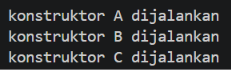 konstruktor A dijalankan
konstruktor B dijalankan
konstruktor C dijalankan